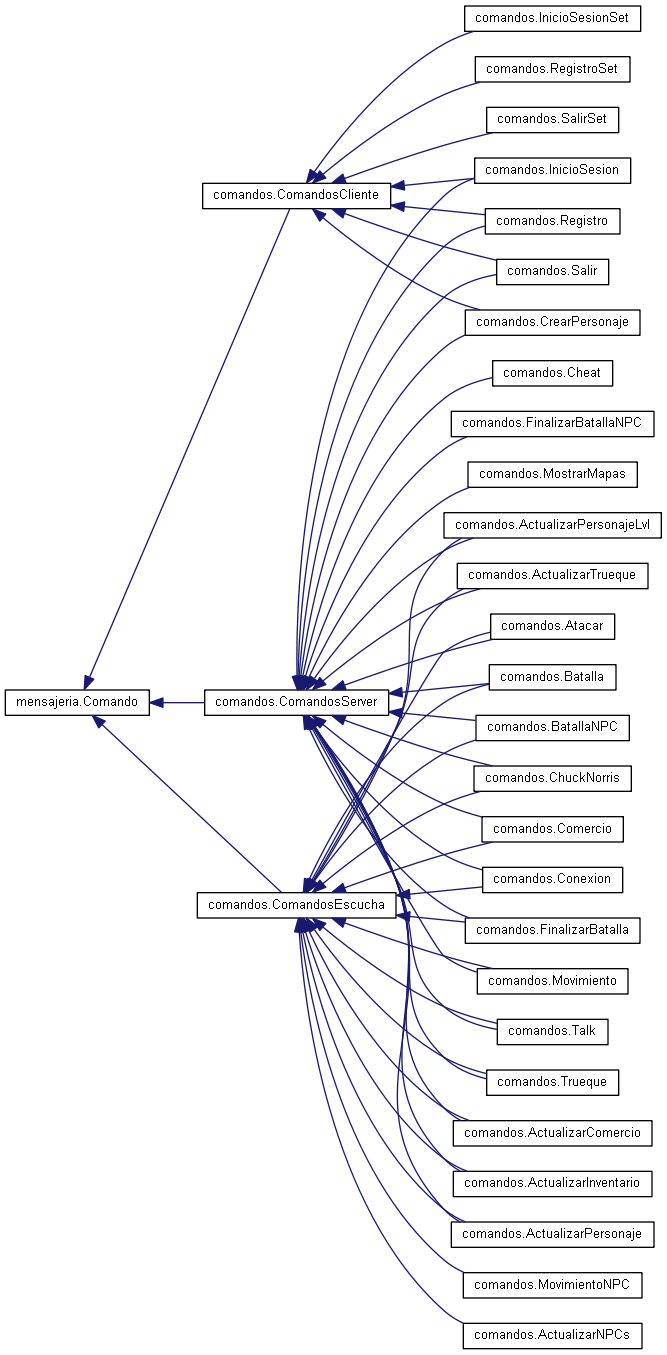 comandos.InicioSesionSet
comandos.RegistroSet
comandos.SalirSet
comandos.InicioSesion
comandos.ComandosCliente
comandos.Registro
comandos.Salir
comandos.CrearPersonaje
comandos.Cheat
comandos.FinalizarBatallaNPC
comandos.MostrarMapas
comandos.ActualizarPersonajeLvl
comandos.ActualizarTrueque
comandos.Atacar
comandos.Batalla
mensajeria.Comando
comandos.ComandosServer
comandos.BatallaNPC
comandos.ChuckNorris
comandos.Comercio
comandos.Conexion
comandos.ComandosEscucha
comandos.FinalizarBatalla
comandos.Movimiento
comandos.Talk
comandos.Trueque
comandos.ActualizarComercio
comandos.ActualizarInventario
comandos.ActualizarPersonaje
comandos.MovimientoNPC
comandos.ActualizarNPCs